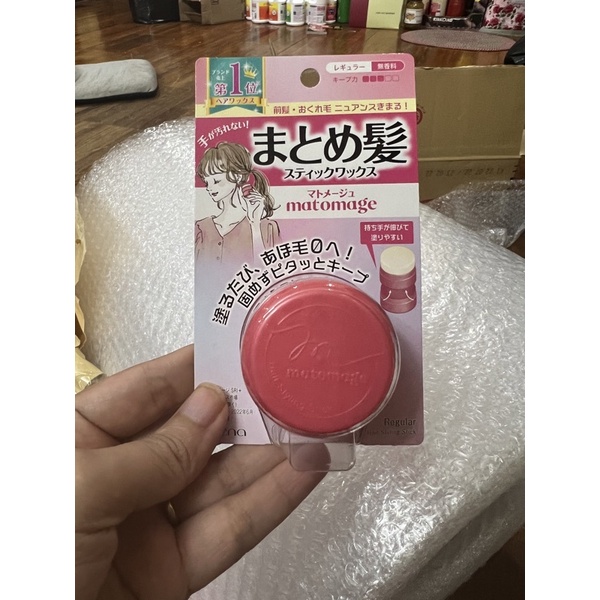 レギュラー 無香料
キープ力
ブランド
売上
第1位
ヘアワックス
前髪・おくれ毛 ニュアンスきまる!
手が汚れない!
まとめ髪
スティックワックス
マトメージュ
matomage
持ち手が伸びて
塗りやすい
塗るたび、あほ毛0へ!
固めずピタッとキープ
matomage
Regular